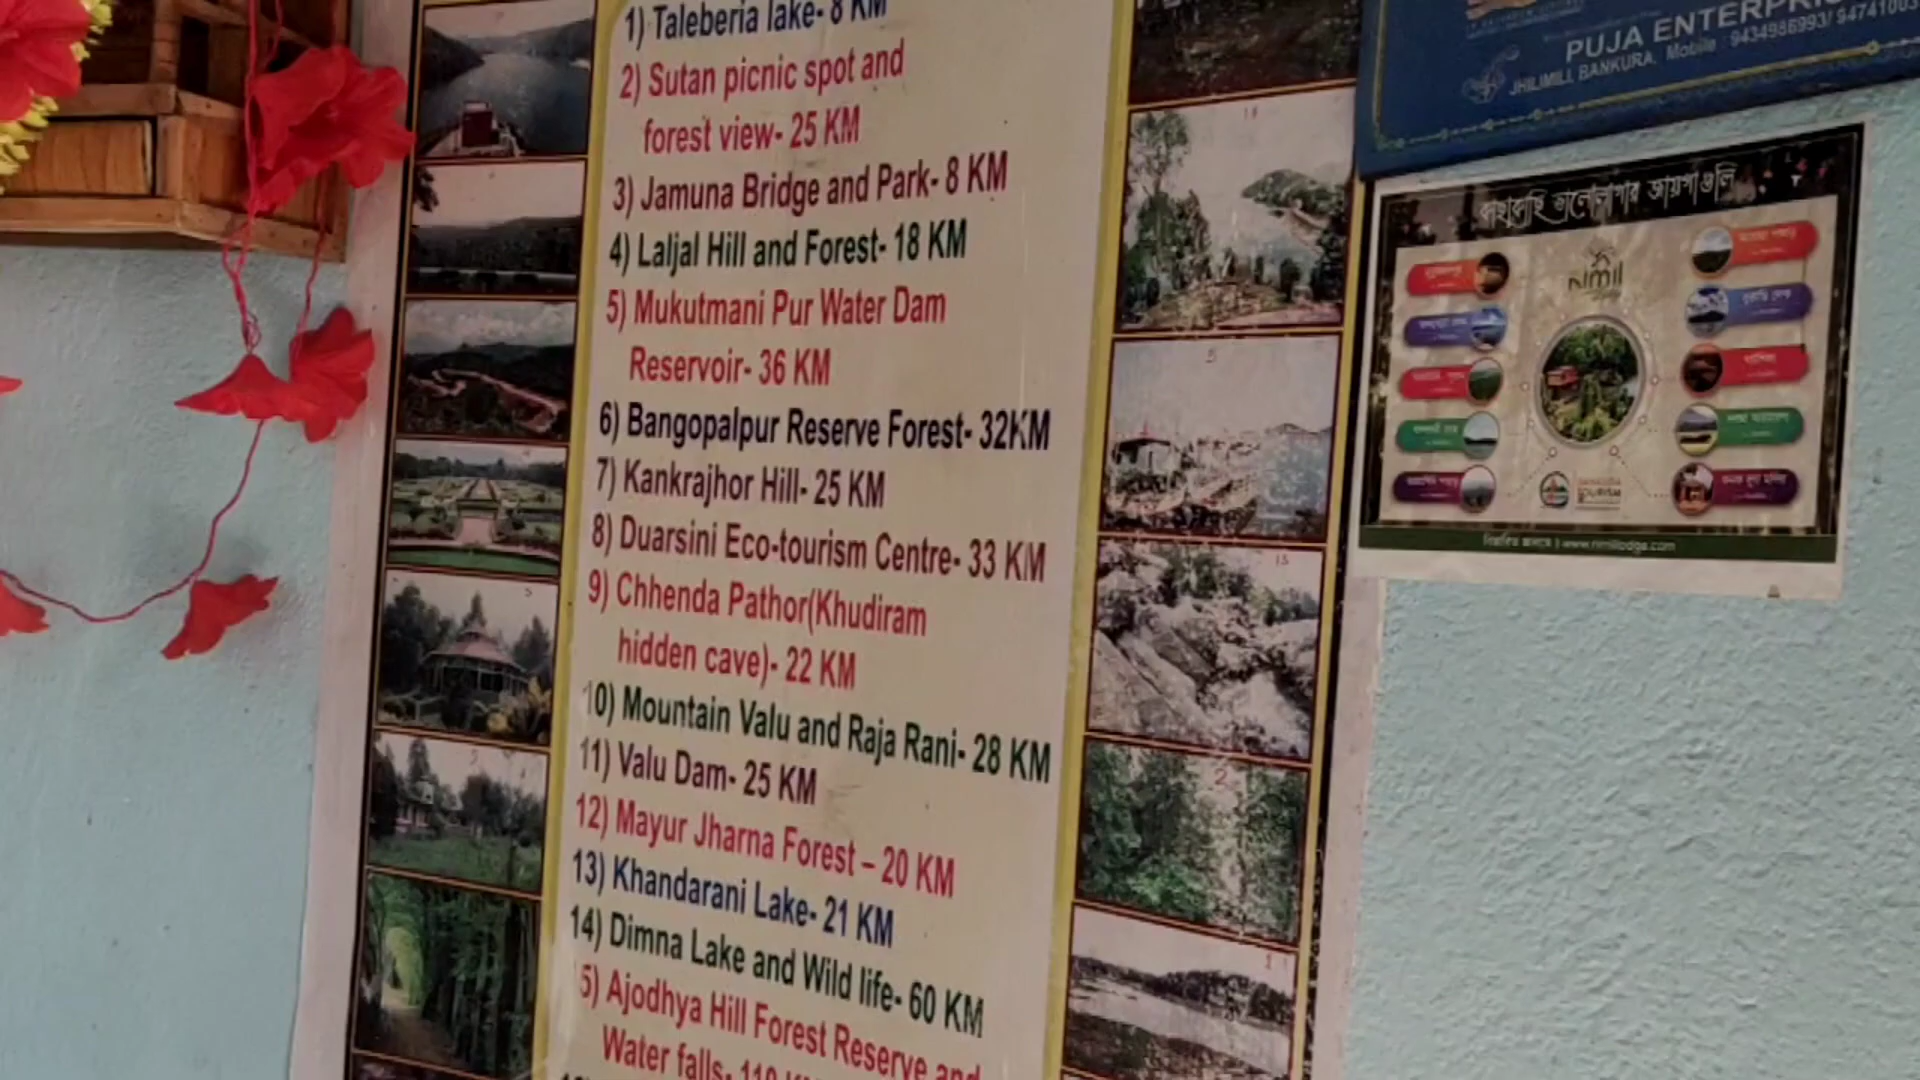 1) Taleberia lake- 8 KM
2) Sutan picnic spot and
forest view- 25 KM
3) Jamuna Bridge and Park- 8 KM
4) Laljal Hill and Forest- 18 KM
5) Mukutmani Pur Water Dam
Reservoir- 36 KM
6) Bangopalpur Reserve Forest- 32KM
7) Kankrajhor Hill- 25 KM
8) Duarsini Eco-tourism Centre- 33 KM
9) Chhenda Pathor(Khudiram
hidden cave)- 22 KM
10) Mountain Valu and Raja Rani- 28 KM
11) Valu Dam- 25 KM
12) Mayur Jharna Forest – 20 KM
13) Khandarani Lake- 21 KM
14) Dimna Lake and Wild life- 60 KM
5) Ajodhya Hill Forest Reserve and
Water falls- 110
PUJA ENTERPRIS
JHILIMILL BANKURA, Mobile : 9434986993/
কাছাকাছি ভালোলাগার জায়গাগুলি
rimil
TOURISM